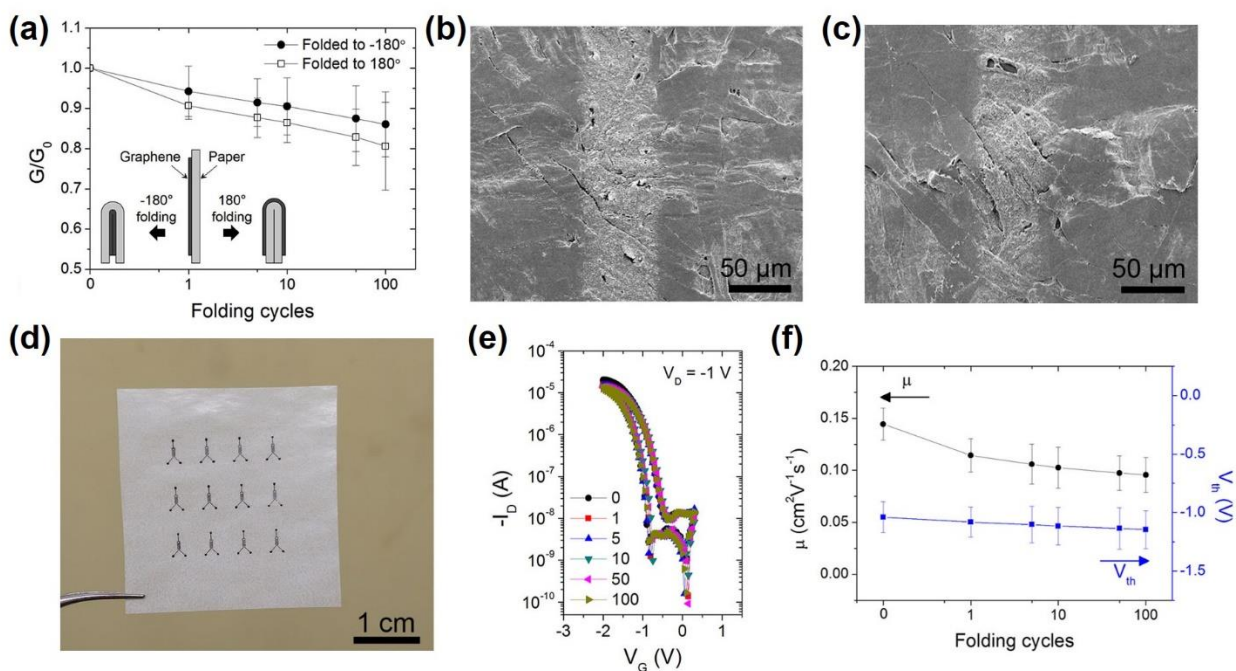 (a)
1.1
1.0
0.9
0.8
0.7
0.6
0.5
G/G0
Folded to -180°
Folded to 180°
Graphene
Paper
-180°
folding
180°
folding
0 1 10 100
Folding cycles
(b)
50 µm
(c)
50 µm
(d)
1 cm
(e)
10-4
10-5
10-6
10-7
10-8
10-9
10-10
-ID (A)
VD = -1 V
0
1
5
10
50
100
-3 -2 -1 0 1
VG (V)
(f)
0.20
0.15
0.10
0.05
0.00
µ (cm2V-1s-1)
µ
Vth
0.0
-0.5
-1.0
-1.5
Vth (V)
0 1 10 100
Folding cycles